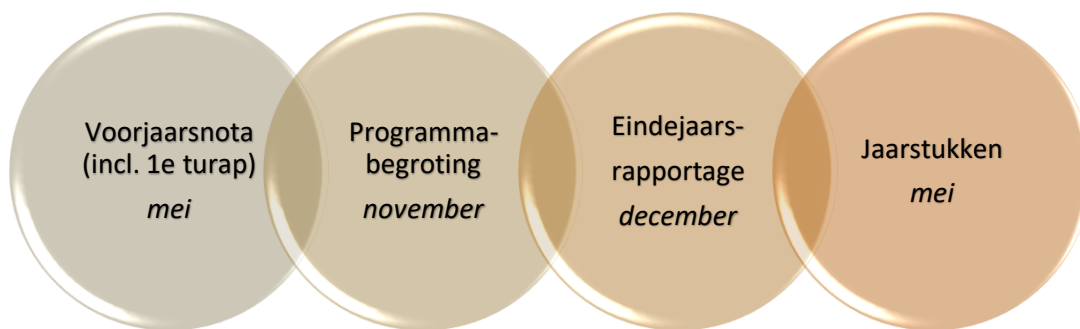 Voorjaarsnota
(incl. 1e turap)
mei
Programma-
begroting
november
Eindejaars-
rapportage
december
Jaarstukken
mei